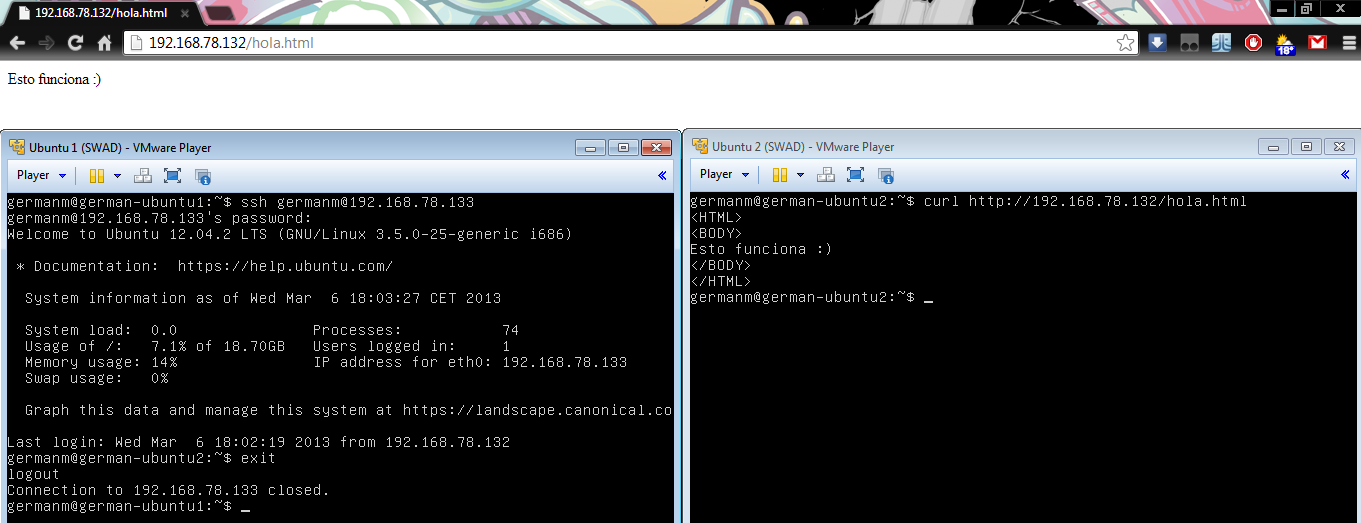 192.168.78.132/hola.html
192.168.78.132/hola.html
18°
Esto funciona :)
Ubuntu 1 (SWAD) - VMware Player
Player
germanm@german-ubuntu1:~$ ssh germanm@192.168.78.133
germanm@192.168.78.133's password:
Welcome to Ubuntu 12.04.2 LTS (GNU/Linux 3.5.0-25-generic i686)
* Documentation:  https://help.ubuntu.com/
System information as of Wed Mar  6 18:03:27 CET 2013
System load:  0.0               Processes:           74
Usage of /:   7.1% of 18.70GB   Users logged in:     1
Memory usage: 14%               IP address for eth0: 192.168.78.133
Swap usage:   0%
Graph this data and manage this system at https://landscape.canonical.co
Last login: Wed Mar  6 18:02:19 2013 from 192.168.78.132
germanm@german-ubuntu2:~$ exit
logout
Connection to 192.168.78.133 closed.
germanm@german-ubuntu1:~$ _
Ubuntu 2 (SWAD) - VMware Player
Player
germanm@german-ubuntu2:~$ curl http://192.168.78.132/hola.html
<HTML>
<BODY>
Esto funciona :)
</BODY>
</HTML>
germanm@german-ubuntu2:~$ _